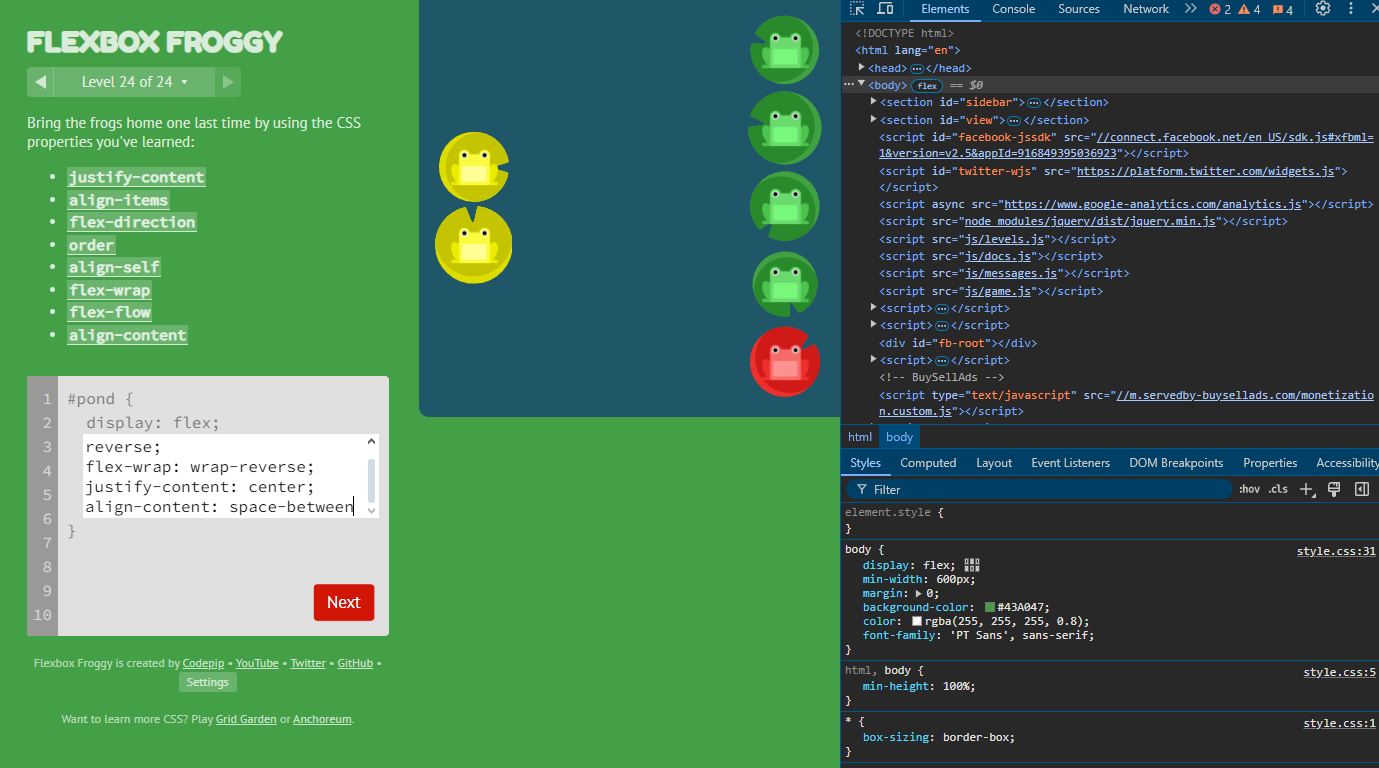 FLEXBOX FROGGY
◀ Level 24 of 24 ▾ ▶
Bring the frogs home one last time by using the CSS
properties you've learned:
• justify-content
• align-items
• flex-direction
• order
• align-self
• flex-wrap
• flex-flow
• align-content
1 #pond {
2 display: flex;
3 reverse;
4 flex-wrap: wrap-reverse;
5 justify-content: center;
6 align-content: space-between
7 }
8
9
10
Next
Flexbox Froggy is created by Codepip • YouTube • Twitter • GitHub •
Settings
Want to learn more CSS? Play Grid Garden or Anchoreum.
Elements Console Sources Network 2 4 4
<!DOCTYPE html>
<html lang="en">
<head> ⋯ </head>
<body> flex == $0
<section id="sidebar"> ⋯ </section>
<section id="view"> ⋯ </section>
<script id="facebook-jssdk" src="//connect.facebook.net/en_US/sdk.js#xfbml=
1&version=v2.5&appId=916849395036923"></script>
<script id="twitter-wjs" src="https://platform.twitter.com/widgets.js">
</script>
<script async src="https://www.google-analytics.com/analytics.js"></script>
<script src="node_modules/jquery/dist/jquery.min.js"></script>
<script src="js/levels.js"></script>
<script src="js/docs.js"></script>
<script src="js/messages.js"></script>
<script src="js/game.js"></script>
<script> ⋯ </script>
<script> ⋯ </script>
<div id="fb-root"></div>
<script> ⋯ </script>
<!-- BuySellAds -->
<script type="text/javascript" src="//m.servedby-buysellads.com/monetizatio
n.custom.js"></script>
html body
Styles Computed Layout Event Listeners DOM Breakpoints Properties Accessibility
Filter :hov .cls
element.style {
}
body { style.css:31
display: flex;
min-width: 600px;
margin: 0;
background-color: #43A047;
color: rgba(255, 255, 255, 0.8);
font-family: 'PT Sans', sans-serif;
}
html, body { style.css:5
min-height: 100%;
}
* { style.css:1
box-sizing: border-box;
}